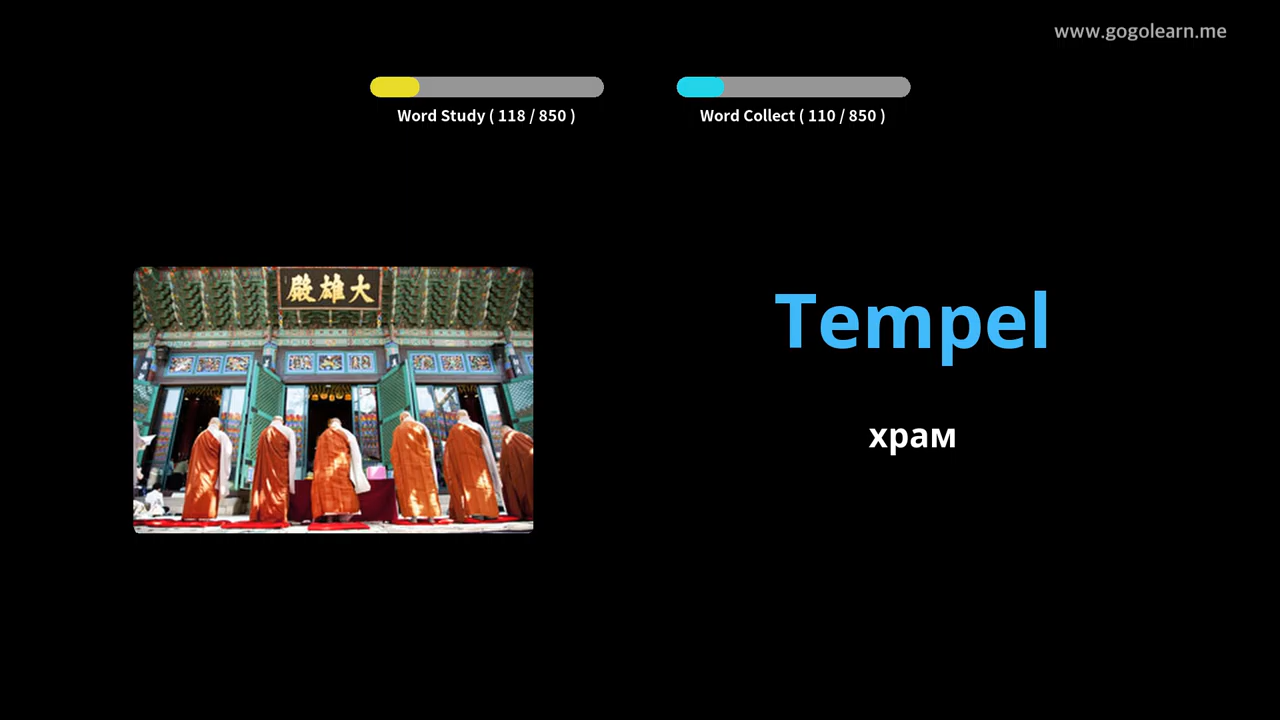 www.gogolearn.me
Word Study ( 118 / 850 )
Word Collect ( 110 / 850 )
殿雄大
Tempel
храм